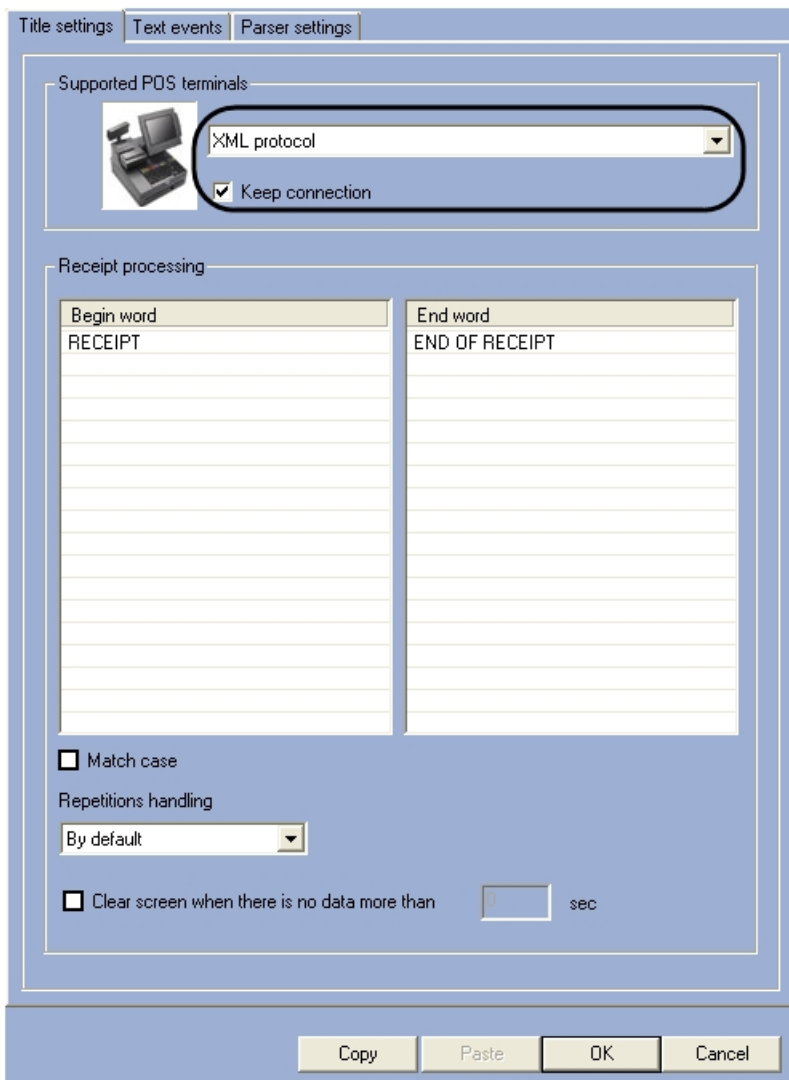 Title settings Text events Parser settings
Supported POS terminals
XML protocol
Keep connection
Receipt processing
Begin word End word
RECEIPT END OF RECEIPT
Match case
Repetitions handling
By default
Clear screen when there is no data more than 0 sec
Copy Paste OK Cancel